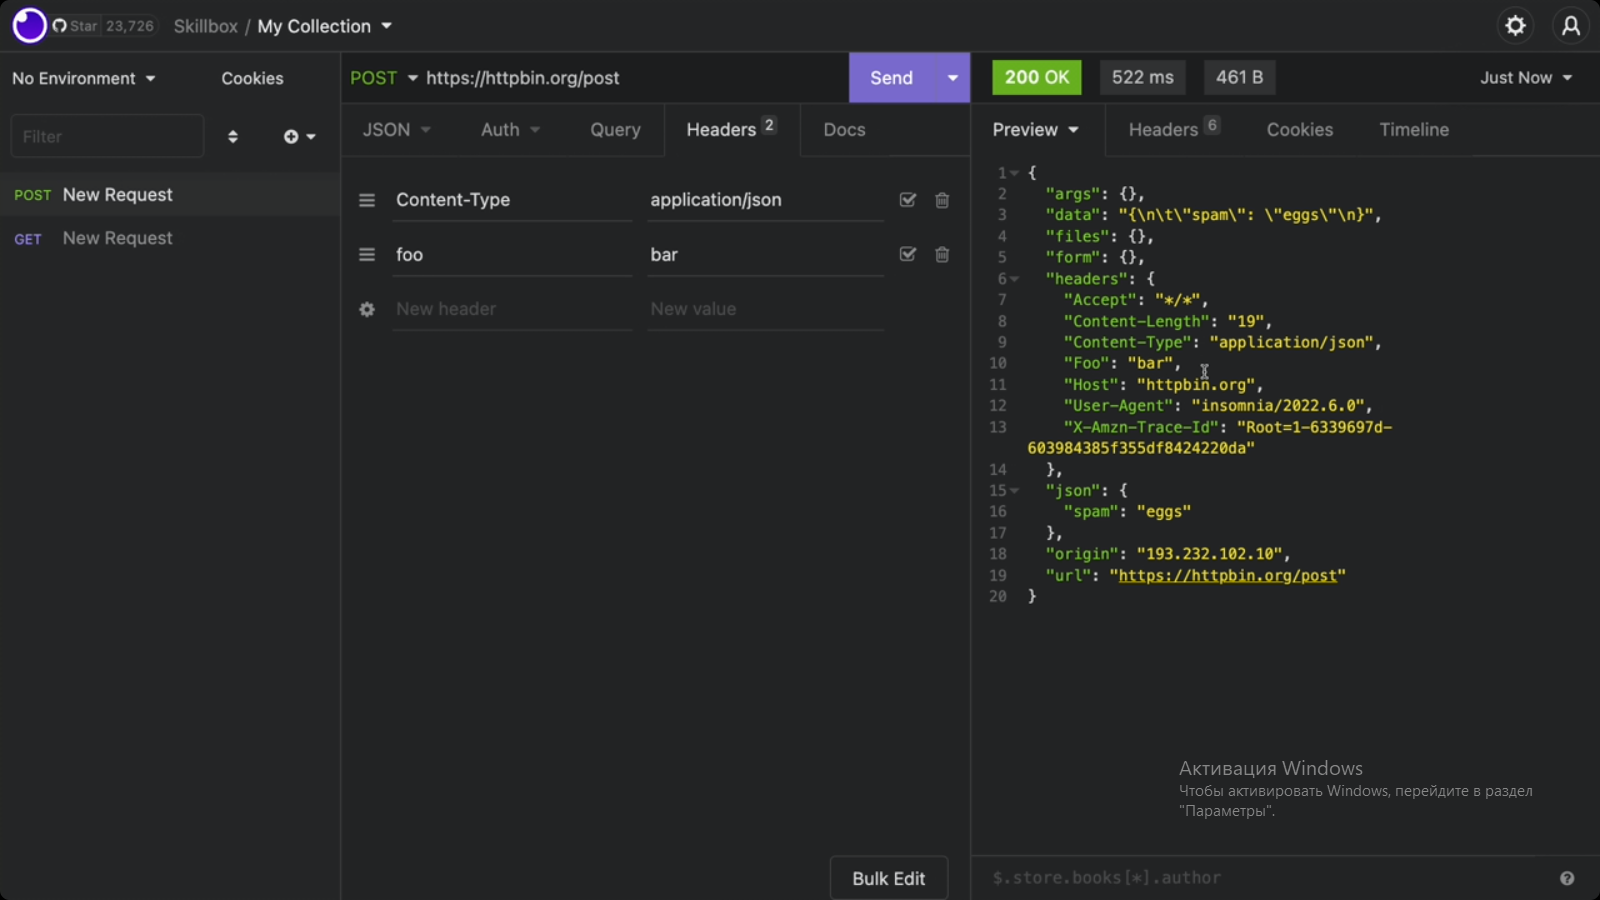 Star 23,726 Skillbox / My Collection
No Environment Cookies
Filter
POST New Request
GET New Request
POST https://httpbin.org/post Send
JSON Auth Query Headers 2 Docs
Content-Type application/json
foo bar
New header New value
Bulk Edit
200 OK 522 ms 461 B Just Now
Preview Headers 6 Cookies Timeline
1 {
2 "args": {},
3 "data": "{\n\t\"spam\": \"eggs\"\n}",
4 "files": {},
5 "form": {},
6 "headers": {
7 "Accept": "*/*",
8 "Content-Length": "19",
9 "Content-Type": "application/json",
10 "Foo": "bar",
11 "Host": "httpbin.org",
12 "User-Agent": "insomnia/2022.6.0",
13 "X-Amzn-Trace-Id": "Root=1-6339697d-
603984385f355df8424220da"
14 },
15 "json": {
16 "spam": "eggs"
17 },
18 "origin": "193.232.102.10",
19 "url": "https://httpbin.org/post"
20 }
Активация Windows
Чтобы активировать Windows, перейдите в раздел
"Параметры".
$.store.books[*].author